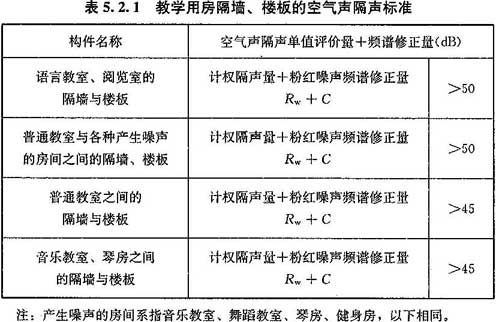 表 5.2.1 教学用房隔墙、楼板的空气声隔声标准
构件名称 空气声隔声单值评价量+频谱修正量(dB)
语言教室、阅览室的
隔墙与楼板
计权隔声量+粉红噪声频谱修正量
Rw + C
>50
普通教室与各种产生噪声
的房间之间的隔墙、楼板
计权隔声量+粉红噪声频谱修正量
Rw + C
>50
普通教室之间的
隔墙与楼板
计权隔声量+粉红噪声频谱修正量
Rw + C
>45
音乐教室、琴房之间
的隔墙与楼板
计权隔声量+粉红噪声频谱修正量
Rw + C
>45
注：产生噪声的房间系指音乐教室、舞蹈教室、琴房、健身房，以下相同。